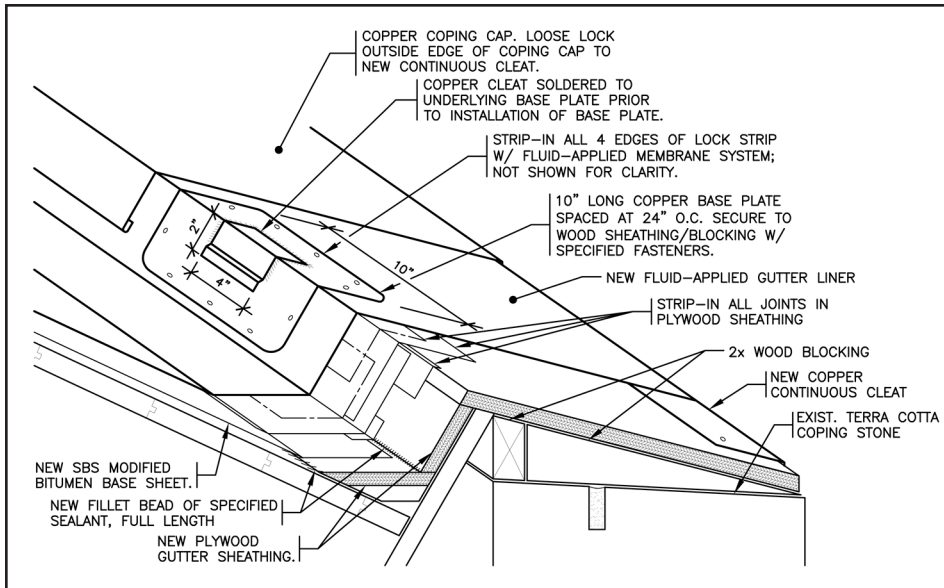 COPPER COPING CAP. LOOSE LOCK
OUTSIDE EDGE OF COPING CAP TO
NEW CONTINUOUS CLEAT.
COPPER CLEAT SOLDERED TO
UNDERLYING BASE PLATE PRIOR
TO INSTALLATION OF BASE PLATE.
STRIP-IN ALL 4 EDGES OF LOCK STRIP
W/ FLUID-APPLIED MEMBRANE SYSTEM;
NOT SHOWN FOR CLARITY.
10" LONG COPPER BASE PLATE
SPACED AT 24" O.C. SECURE TO
WOOD SHEATHING/BLOCKING W/
SPECIFIED FASTENERS.
2"
4"
10"
NEW FLUID-APPLIED GUTTER LINER
STRIP-IN ALL JOINTS IN
PLYWOOD SHEATHING
2x WOOD BLOCKING
NEW COPPER
CONTINUOUS CLEAT
EXIST. TERRA COTTA
COPING STONE
NEW SBS MODIFIED
BITUMEN BASE SHEET.
NEW FILLET BEAD OF SPECIFIED
SEALANT, FULL LENGTH
NEW PLYWOOD
GUTTER SHEATHING.